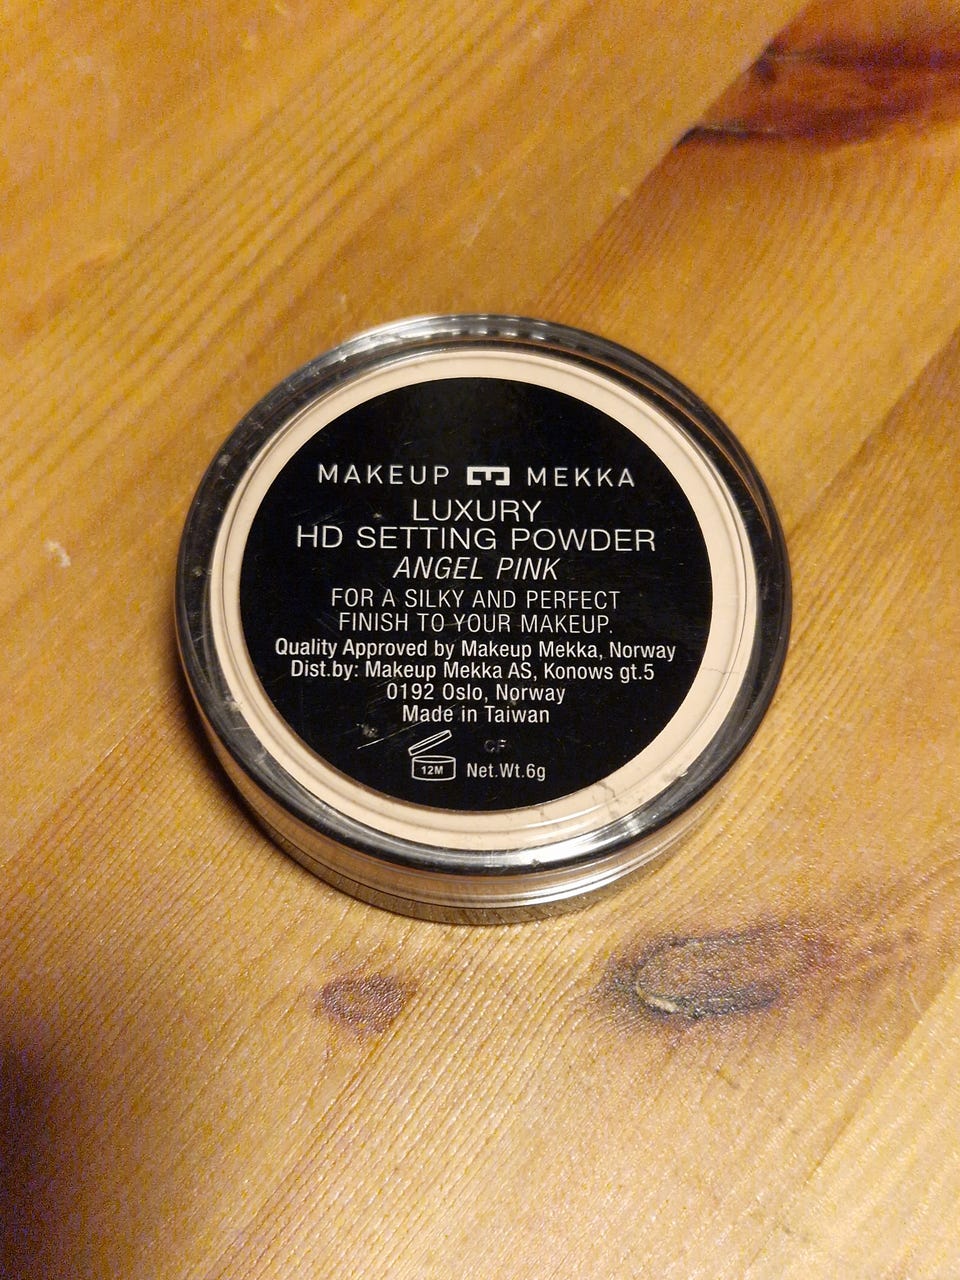 MAKEUP MEKKA
LUXURY
HD SETTING POWDER
ANGEL PINK
FOR A SILKY AND PERFECT
FINISH TO YOUR MAKEUP.
Quality Approved by Makeup Mekka, Norway
Dist.by: Makeup Mekka AS, Konows gt.5
0192 Oslo, Norway
Made in Taiwan
CF
12M Net.Wt.6g